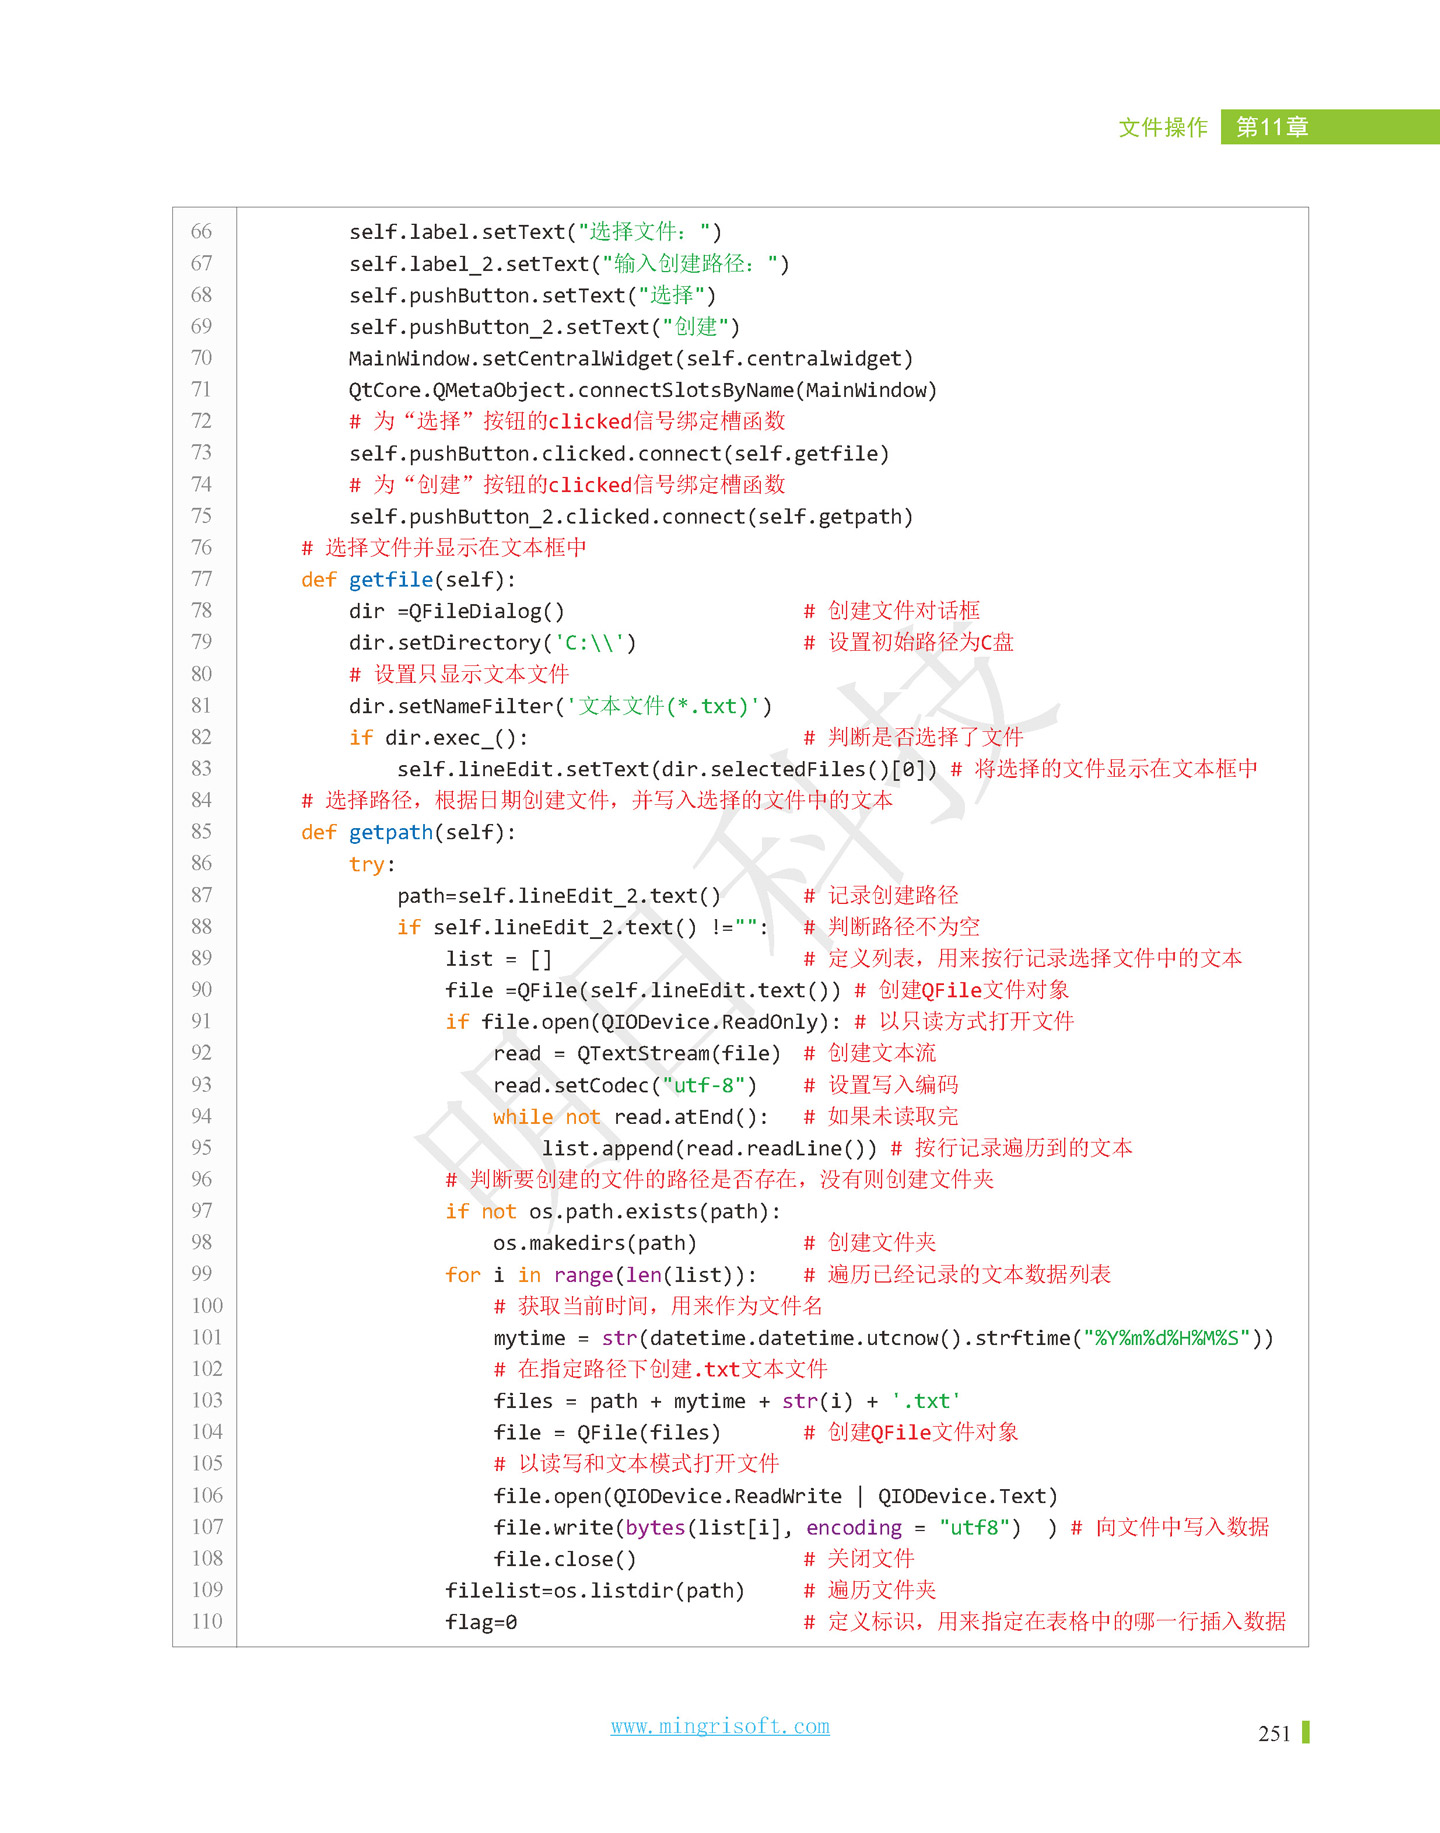 文件操作 第11章
66 self.label.setText("选择文件：")
67 self.label_2.setText("输入创建路径：")
68 self.pushButton.setText("选择")
69 self.pushButton_2.setText("创建")
70 MainWindow.setCentralWidget(self.centralwidget)
71 QtCore.QMetaObject.connectSlotsByName(MainWindow)
72 # 为“选择”按钮的clicked信号绑定槽函数
73 self.pushButton.clicked.connect(self.getfile)
74 # 为“创建”按钮的clicked信号绑定槽函数
75 self.pushButton_2.clicked.connect(self.getpath)
76 # 选择文件并显示在文本框中
77 def getfile(self):
78 dir =QFileDialog() # 创建文件对话框
79 dir.setDirectory('C:\\') # 设置初始路径为C盘
80 # 设置只显示文本文件
81 dir.setNameFilter('文本文件(*.txt)')
82 if dir.exec_(): # 判断是否选择了文件
83 self.lineEdit.setText(dir.selectedFiles()[0]) # 将选择的文件显示在文本框中
84 # 选择路径，根据日期创建文件，并写入选择的文件中的文本
85 def getpath(self):
86 try:
87 path=self.lineEdit_2.text() # 记录创建路径
88 if self.lineEdit_2.text() !="": # 判断路径不为空
89 list = [] # 定义列表，用来按行记录选择文件中的文本
90 file =QFile(self.lineEdit.text()) # 创建QFile文件对象
91 if file.open(QIODevice.ReadOnly): # 以只读方式打开文件
92 read = QTextStream(file) # 创建文本流
93 read.setCodec("utf-8") # 设置写入编码
94 while not read.atEnd(): # 如果未读取完
95 list.append(read.readLine()) # 按行记录遍历到的文本
96 # 判断要创建的文件的路径是否存在，没有则创建文件夹
97 if not os.path.exists(path):
98 os.makedirs(path) # 创建文件夹
99 for i in range(len(list)): # 遍历已经记录的文本数据列表
100 # 获取当前时间，用来作为文件名
101 mytime = str(datetime.datetime.utcnow().strftime("%Y%m%d%H%M%S"))
102 # 在指定路径下创建.txt文本文件
103 files = path + mytime + str(i) + '.txt'
104 file = QFile(files) # 创建QFile文件对象
105 # 以读写和文本模式打开文件
106 file.open(QIODevice.ReadWrite | QIODevice.Text)
107 file.write(bytes(list[i], encoding = "utf8")  ) # 向文件中写入数据
108 file.close() # 关闭文件
109 filelist=os.listdir(path) # 遍历文件夹
110 flag=0 # 定义标识，用来指定在表格中的哪一行插入数据
明日科技
www.mingrisoft.com
251